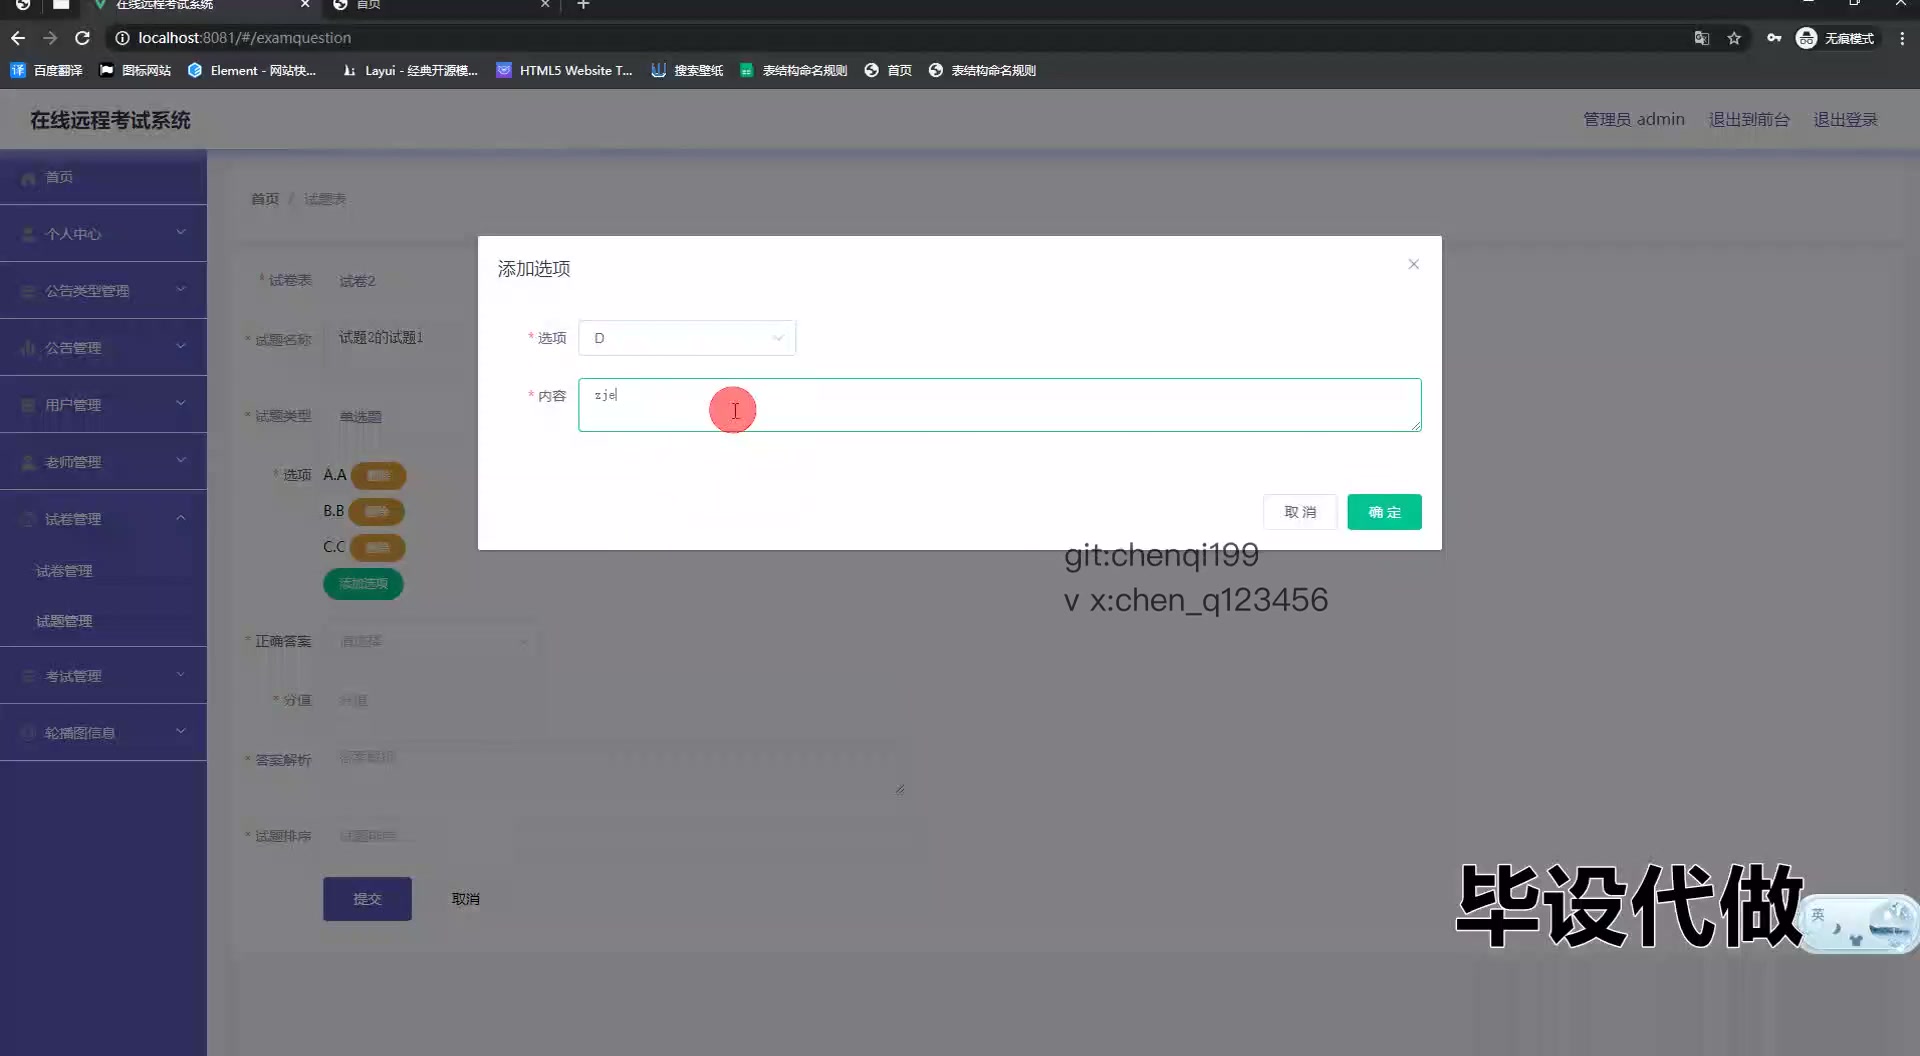 在线远程考试系统
首页
localhost:8081/#/examquestion
无痕模式
百度翻译
图标网站
Element - 网站快...
Layui - 经典开源模...
HTML5 Website T...
搜索壁纸
表结构命名规则
首页
表结构命名规则
在线远程考试系统
管理员 admin
退出到前台
退出登录
首页
个人中心
公告类型管理
公告管理
用户管理
老师管理
试卷管理
试卷管理
试题管理
考试管理
轮播图信息
首页 / 试题表
* 试卷表 试卷2
* 试题名称 试题2的试题1
* 试题类型 单选题
* 选项 A.A 删除
B.B 删除
C.C 删除
添加选项
* 正确答案 请选择
* 分值 分值
* 答案解析 答案解析
* 试题排序 试题排序
提交
取消
添加选项
* 选项 D
* 内容 zje
取消
确定
git:chenqi199
v x:chen_q123456
毕设代做
英